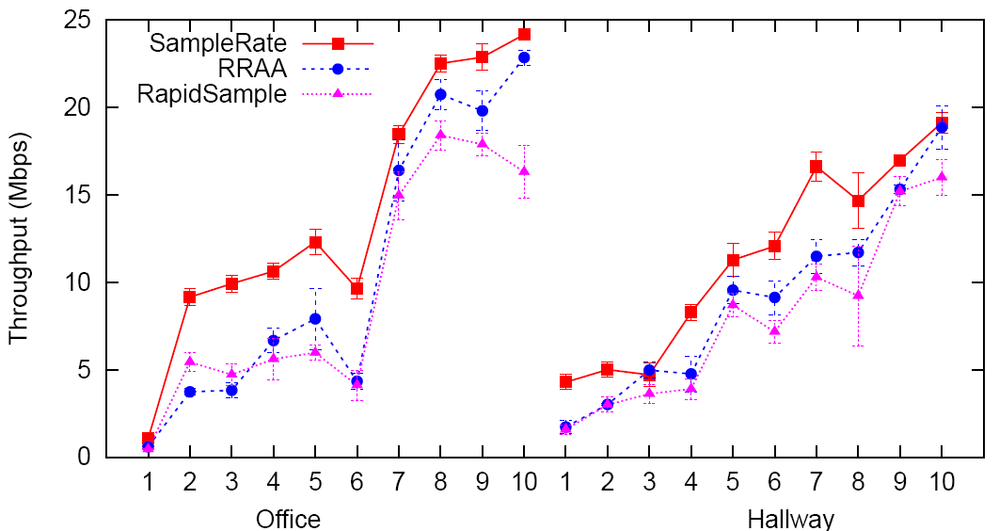 25
20
15
10
5
0
Throughput (Mbps)
SampleRate
RRAA
RapidSample
1 2 3 4 5 6 7 8 9 10 1 2 3 4 5 6 7 8 9 10
Office Hallway